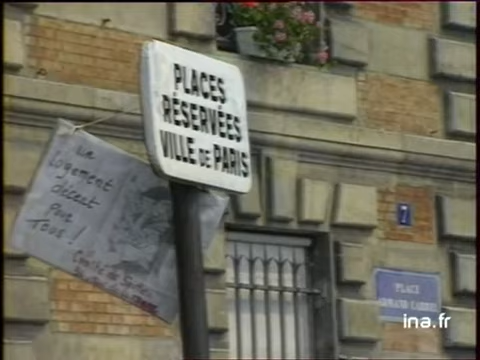 PLACES
RÉSERVÉES
VILLE DE PARIS
un
logement
décent
pour
Tous !
7
PLACE
ARMAND CARREL
ina.fr